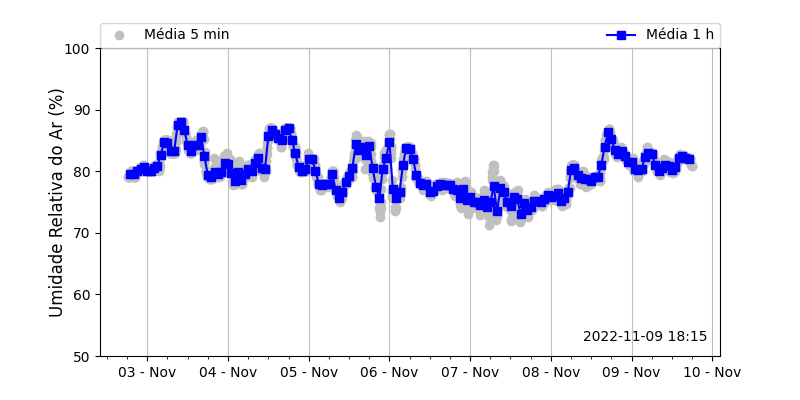 Média 5 min
Média 1 h
Umidade Relativa do Ar (%)
100
90
80
70
60
50
2022-11-09 18:15
03 - Nov
04 - Nov
05 - Nov
06 - Nov
07 - Nov
08 - Nov
09 - Nov
10 - Nov